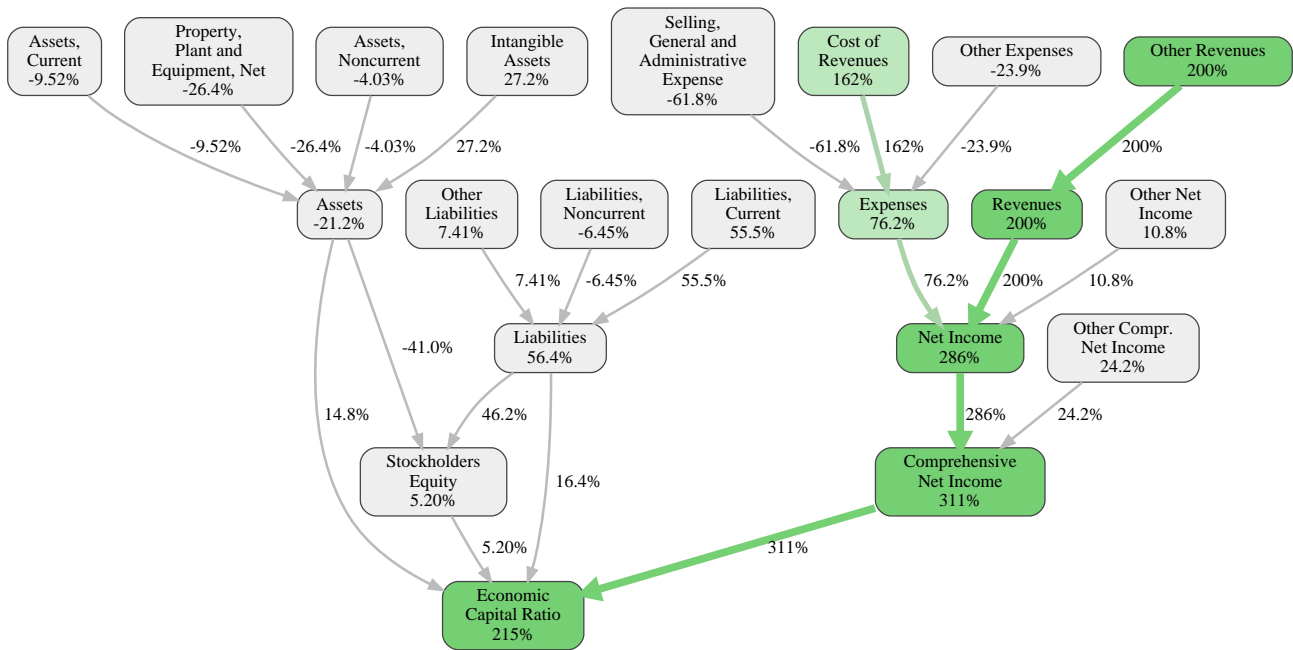 Assets,
Current
-9.52%
Property,
Plant and
Equipment, Net
-26.4%
Assets,
Noncurrent
-4.03%
Intangible
Assets
27.2%
Selling,
General and
Administrative
Expense
-61.8%
Cost of
Revenues
162%
Other Expenses
-23.9%
Other Revenues
200%
-9.52%
-26.4%
-4.03%
27.2%
-61.8%
162%
-23.9%
200%
Assets
-21.2%
Other
Liabilities
7.41%
Liabilities,
Noncurrent
-6.45%
Liabilities,
Current
55.5%
Expenses
76.2%
Revenues
200%
Other Net
Income
10.8%
7.41%
-6.45%
55.5%
76.2%
200%
10.8%
-41.0%
Liabilities
56.4%
Net Income
286%
Other Compr.
Net Income
24.2%
14.8%
46.2%
286%
24.2%
Stockholders
Equity
5.20%
16.4%
Comprehensive
Net Income
311%
5.20%
311%
Economic
Capital Ratio
215%